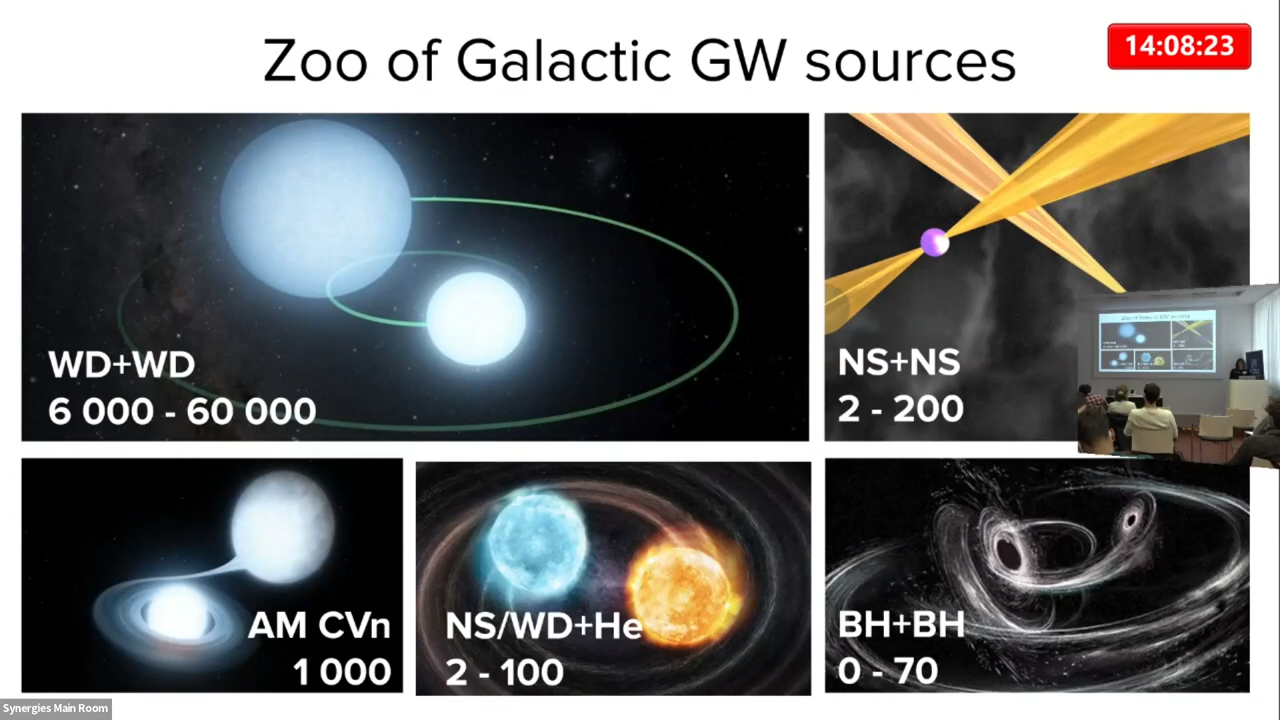 Zoo of Galactic GW sources
14:08:23
WD+WD
6 000 - 60 000
NS+NS
2 - 200
AM CVn
1 000
NS/WD+He
2 - 100
BH+BH
0 - 70
Synergies Main Room